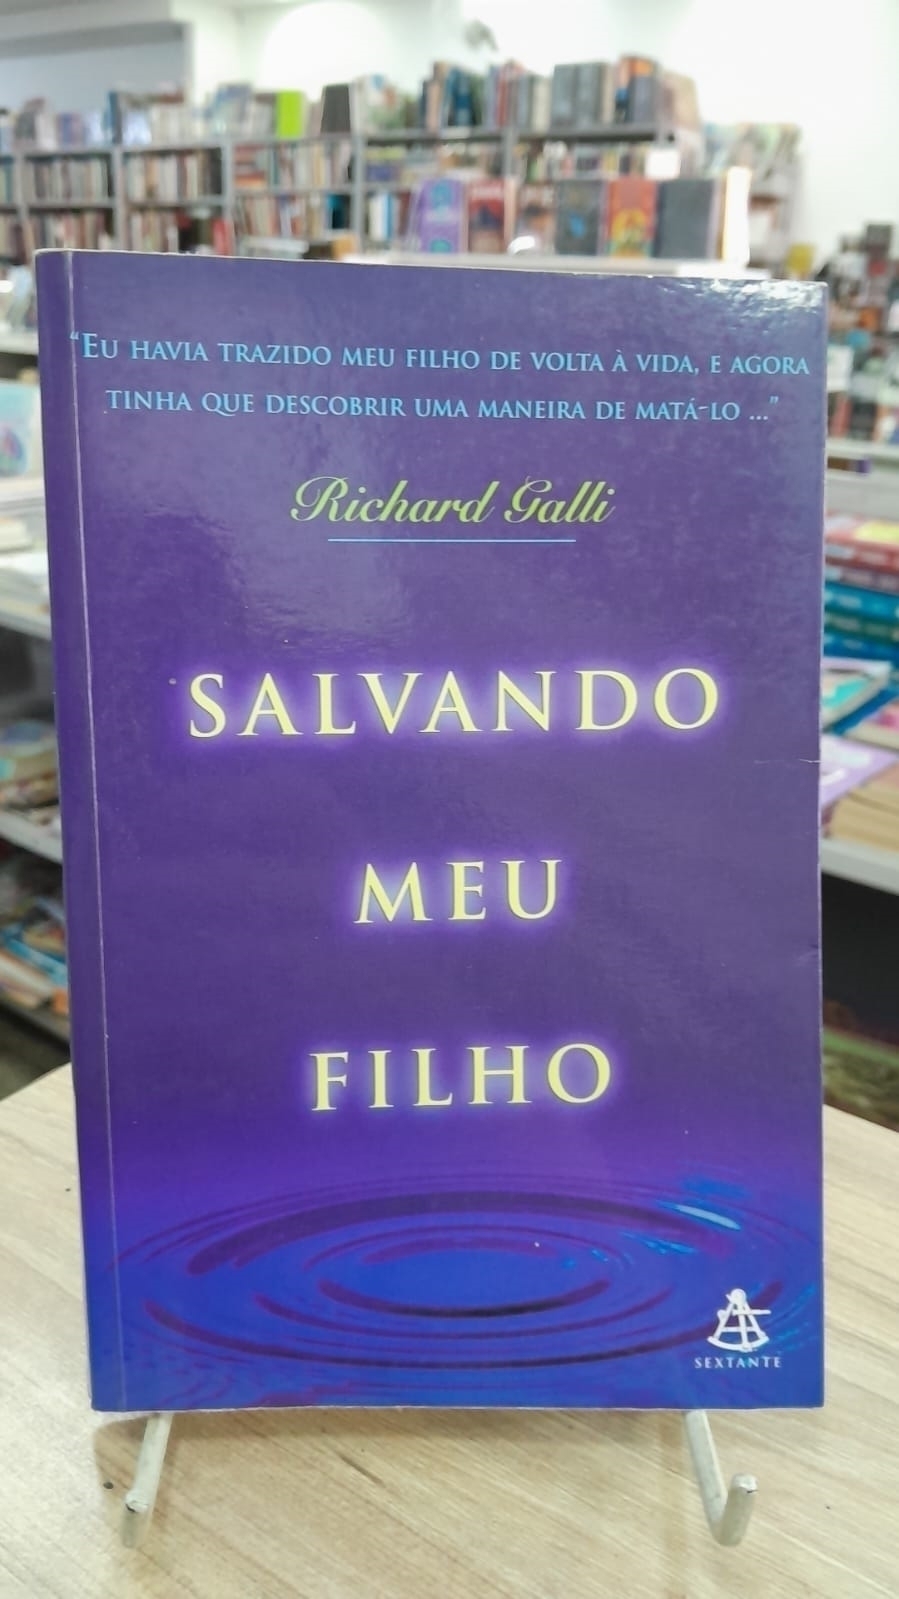 “Eu havia trazido meu filho de volta à vida, e agora
tinha que descobrir uma maneira de matá-lo ...”
Richard Galli
SALVANDO
MEU
FILHO
SEXTANTE